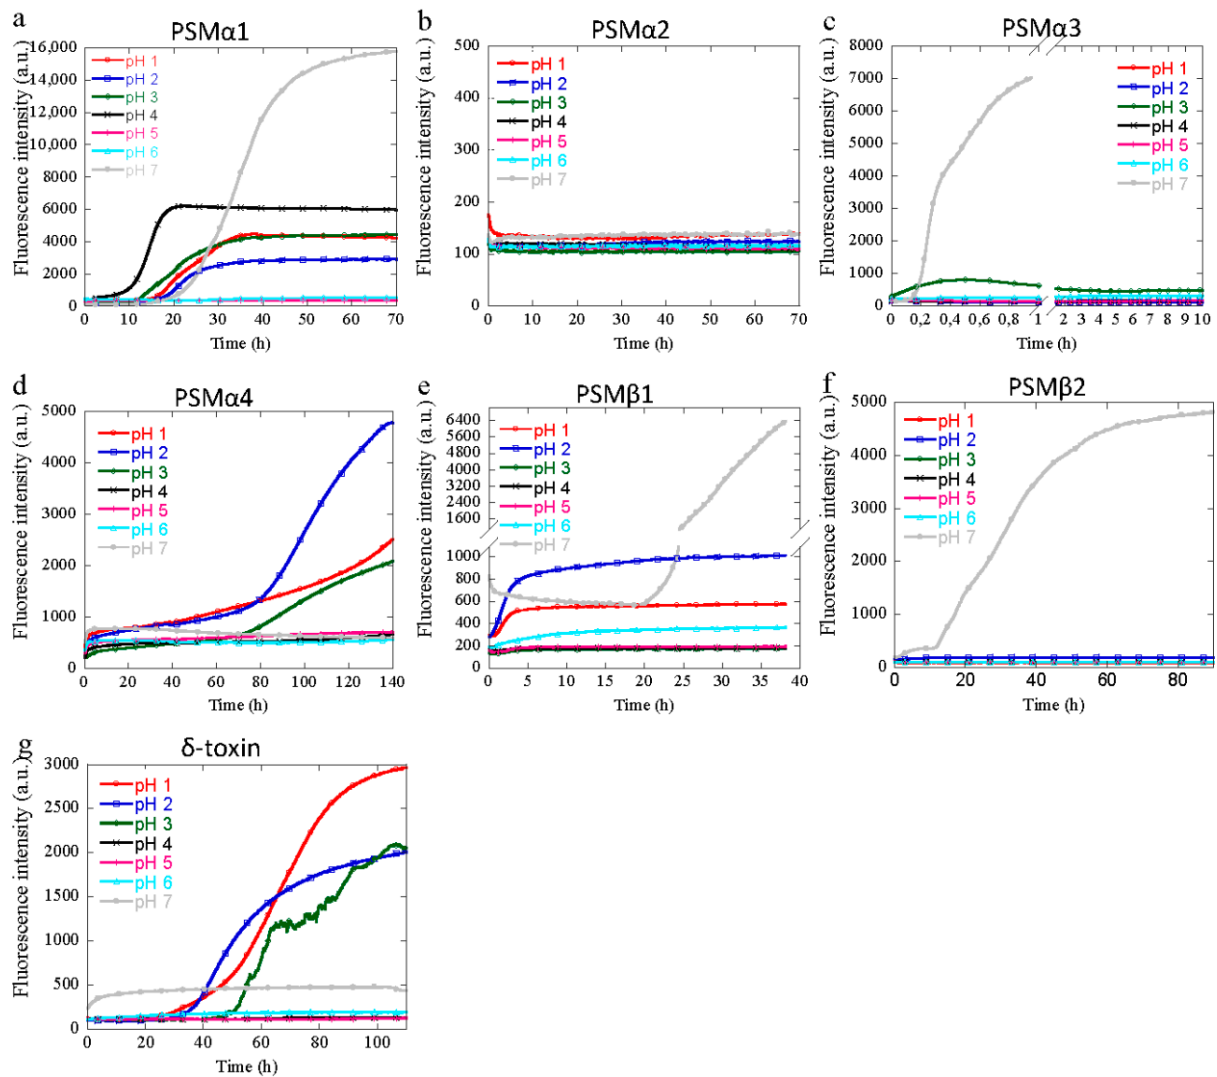 a
PSMα1
Fluorescence intensity (a.u.)
16,000
14,000
12,000
10,000
8000
6000
4000
2000
0
pH 1
pH 2
pH 3
pH 4
pH 5
pH 6
pH 7
0 10 20 30 40 50 60 70
Time (h)
b
PSMα2
Fluorescence intensity (a.u.)
500
400
300
200
100
0
pH 1
pH 2
pH 3
pH 4
pH 5
pH 6
pH 7
0 10 20 30 40 50 60 70
Time (h)
c
PSMα3
Fluorescence intensity (a.u.)
8000
7000
6000
5000
4000
3000
2000
1000
0
pH 1
pH 2
pH 3
pH 4
pH 5
pH 6
pH 7
0 0,2 0,4 0,6 0,8 1 2 3 4 5 6 7 8 9 10
Time (h)
d
PSMα4
Fluorescence intensity (a.u.)
5000
4000
3000
2000
1000
0
pH 1
pH 2
pH 3
pH 4
pH 5
pH 6
pH 7
0 20 40 60 80 100 120 140
Time (h)
e
PSMβ1
Fluorescence intensity (a.u.)
6400
5600
4800
4000
3200
2400
1600
1000
800
600
400
200
0
pH 1
pH 2
pH 3
pH 4
pH 5
pH 6
pH 7
0 5 10 15 20 25 30 35 40
Time (h)
f
PSMβ2
Fluorescence intensity (a.u.)
5000
4000
3000
2000
1000
0
pH 1
pH 2
pH 3
pH 4
pH 5
pH 6
pH 7
0 20 40 60 80
Time (h)
g
δ-toxin
Fluorescence intensity (a.u.)
3000
2500
2000
1500
1000
500
0
pH 1
pH 2
pH 3
pH 4
pH 5
pH 6
pH 7
0 20 40 60 80 100
Time (h)